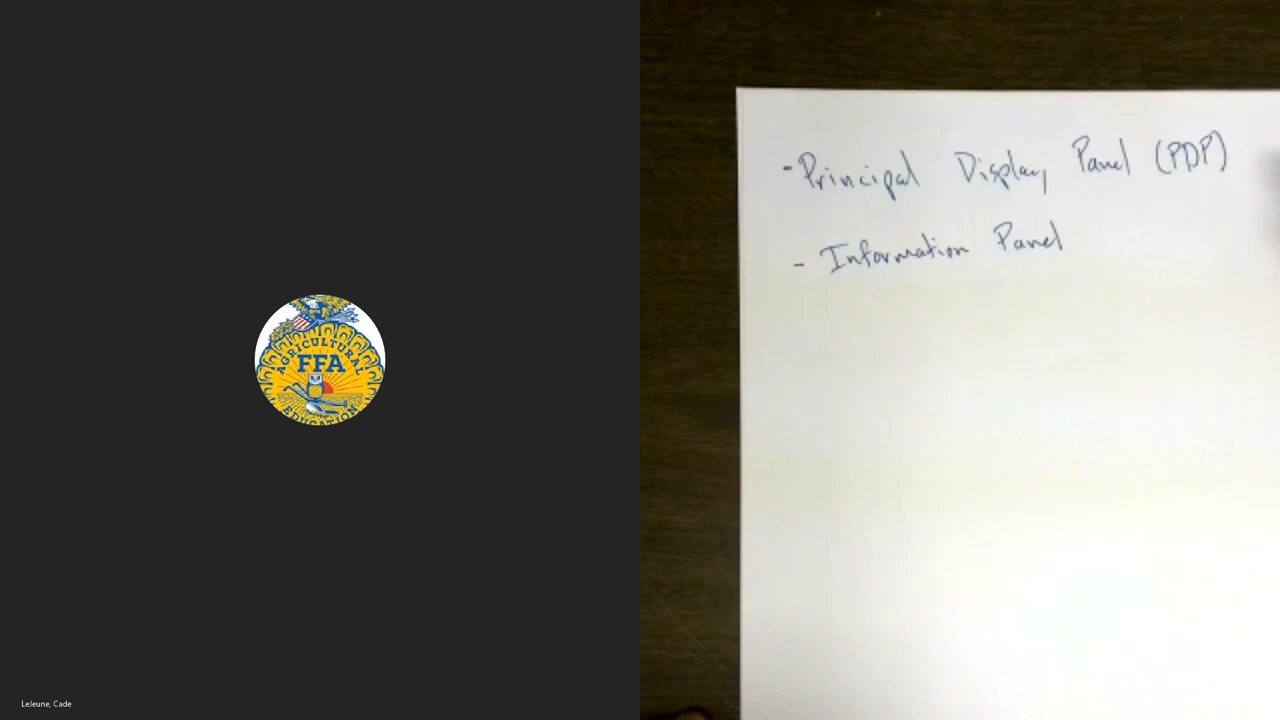 AGRICULTURAL
FFA
EDUCATION
LeJeune, Cade
- Principal Display Panel (PDP)
- Information Panel